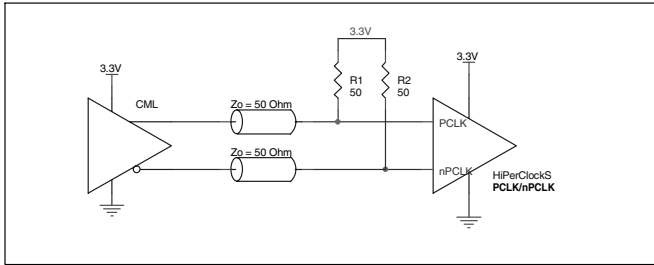 3.3V
3.3V
3.3V
R1
50
R2
50
CML
Zo = 50 Ohm
PCLK
Zo = 50 Ohm
nPCLK
HiPerClockS
PCLK/nPCLK